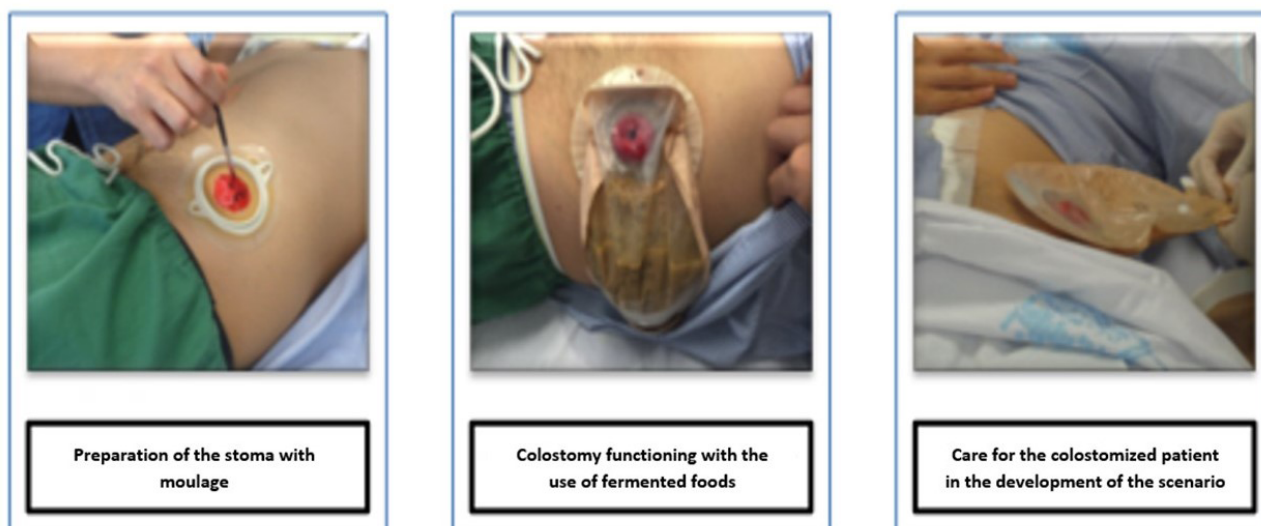 Preparation of the stoma with
moulage
Colostomy functioning with the
use of fermented foods
Care for the colostomized patient
in the development of the scenario